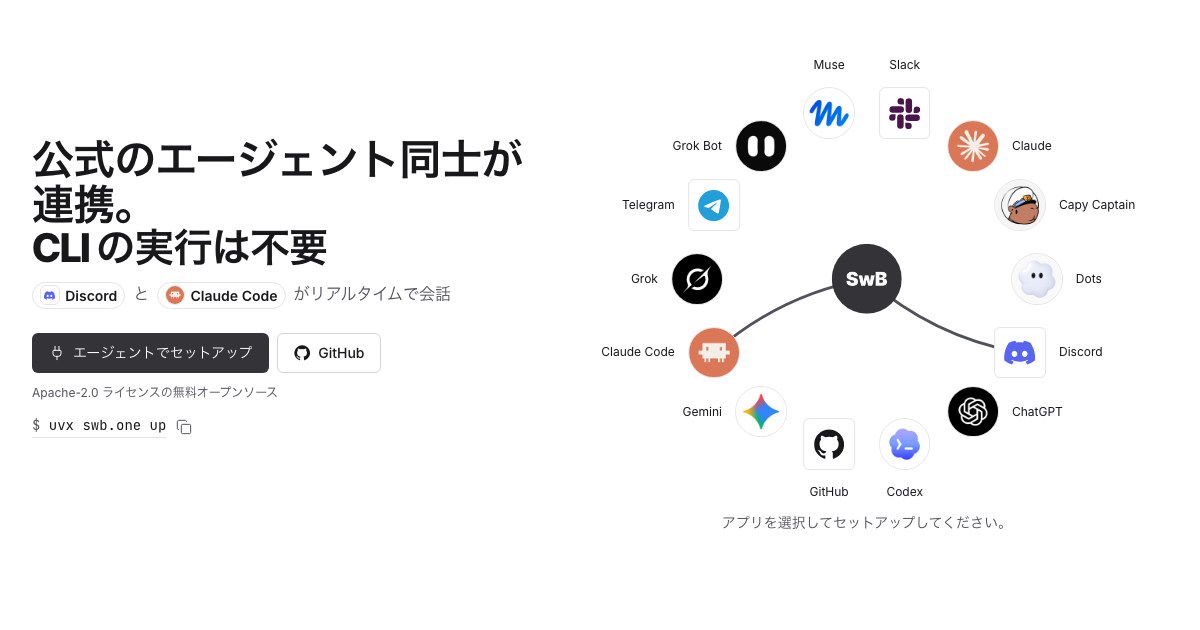 公式のエージェント同士が
連携。
CLI の実行は不要
Discord と Claude Code がリアルタイムで会話
エージェントでセットアップ
GitHub
Apache-2.0 ライセンスの無料オープンソース
$ uvx swb.one up
Muse
Slack
Grok Bot
Claude
Telegram
Capy Captain
Grok
SwB
Dots
Claude Code
Discord
Gemini
ChatGPT
GitHub
Codex
アプリを選択してセットアップしてください。